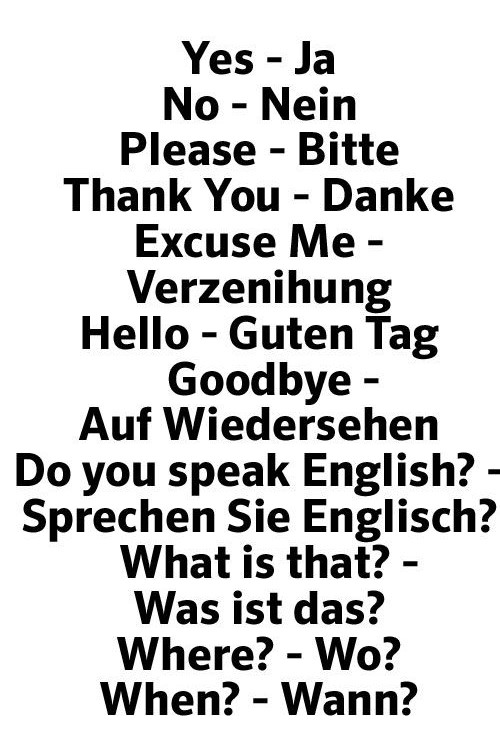 Yes - Ja
No - Nein
Please - Bitte
Thank You - Danke
Excuse Me -
Verzenihung
Hello - Guten Tag
Goodbye -
Auf Wiedersehen
Do you speak English? -
Sprechen Sie Englisch?
What is that? -
Was ist das?
Where? - Wo?
When? - Wann?